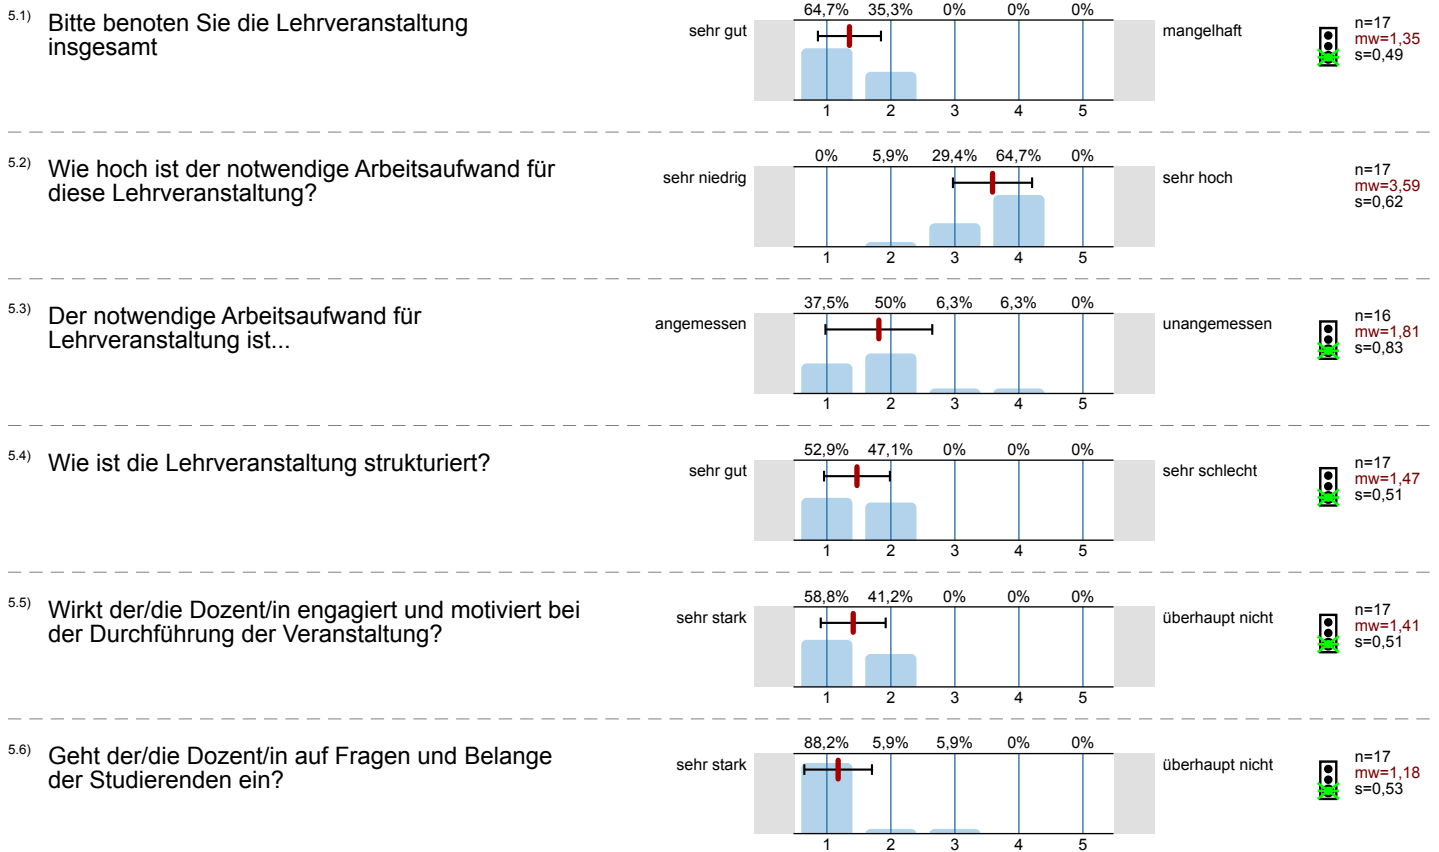 5.1) Bitte benoten Sie die Lehrveranstaltung
insgesamt
64,7% 35,3% 0% 0% 0%
sehr gut mangelhaft
1 2 3 4 5
n=17
mw=1,35
s=0,49
5.2) Wie hoch ist der notwendige Arbeitsaufwand für
diese Lehrveranstaltung?
0% 5,9% 29,4% 64,7% 0%
sehr niedrig sehr hoch
1 2 3 4 5
n=17
mw=3,59
s=0,62
5.3) Der notwendige Arbeitsaufwand für
Lehrveranstaltung ist...
37,5% 50% 6,3% 6,3% 0%
angemessen unangemessen
1 2 3 4 5
n=16
mw=1,81
s=0,83
5.4) Wie ist die Lehrveranstaltung strukturiert?
52,9% 47,1% 0% 0% 0%
sehr gut sehr schlecht
1 2 3 4 5
n=17
mw=1,47
s=0,51
5.5) Wirkt der/die Dozent/in engagiert und motiviert bei
der Durchführung der Veranstaltung?
58,8% 41,2% 0% 0% 0%
sehr stark überhaupt nicht
1 2 3 4 5
n=17
mw=1,41
s=0,51
5.6) Geht der/die Dozent/in auf Fragen und Belange
der Studierenden ein?
88,2% 5,9% 5,9% 0% 0%
sehr stark überhaupt nicht
1 2 3 4 5
n=17
mw=1,18
s=0,53